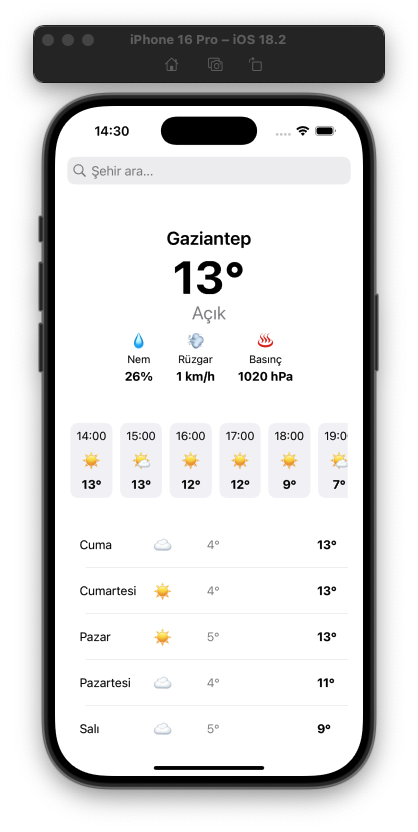 iPhone 16 Pro – iOS 18.2
14:30
Şehir ara...
Gaziantep
13°
Açık
Nem Rüzgar Basınç
26% 1 km/h 1020 hPa
14:00 15:00 16:00 17:00 18:00 19:0
13° 13° 12° 12° 9° 7°
Cuma 4° 13°
Cumartesi 4° 13°
Pazar 5° 13°
Pazartesi 4° 11°
Salı 5° 9°